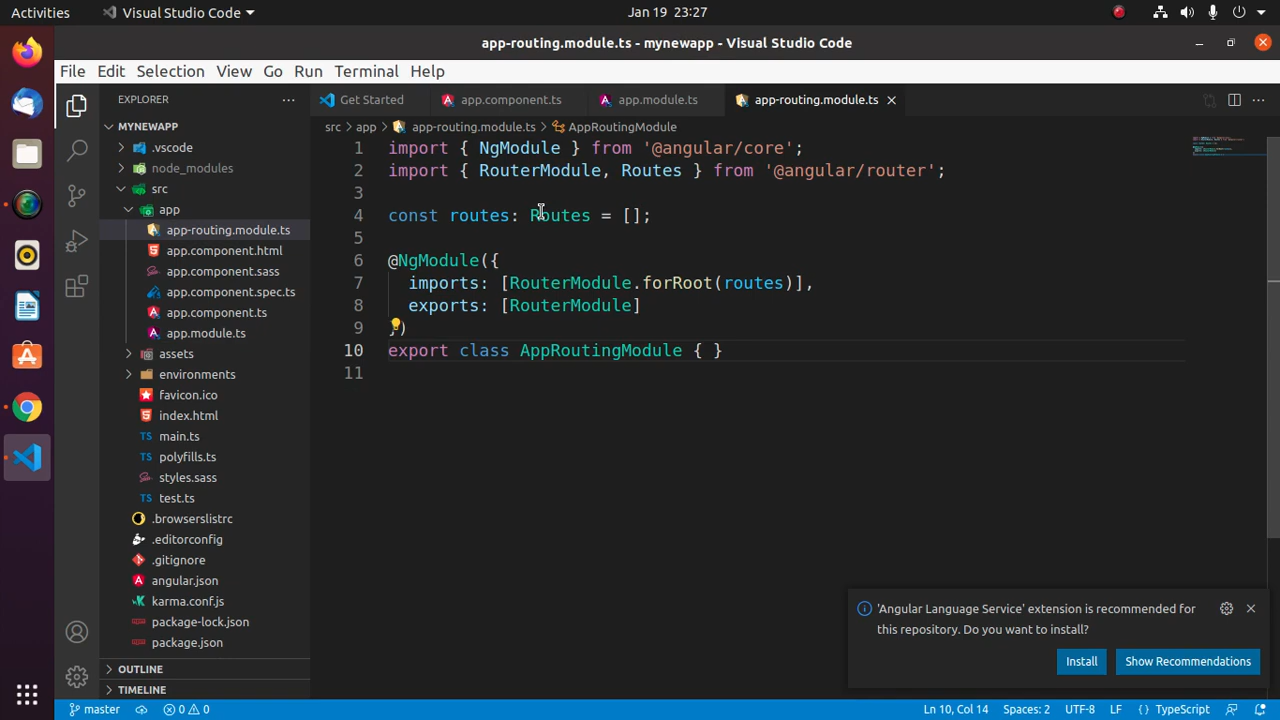 Activities
Visual Studio Code
Jan 19 23:27
app-routing.module.ts - mynewapp - Visual Studio Code
File Edit Selection View Go Run Terminal Help
EXPLORER
Get Started
app.component.ts
app.module.ts
app-routing.module.ts
src > app > app-routing.module.ts > AppRoutingModule
MYNEWAPP
.vscode
node_modules
src
app
app-routing.module.ts
app.component.html
app.component.sass
app.component.spec.ts
app.component.ts
app.module.ts
assets
environments
favicon.ico
index.html
TS main.ts
TS polyfills.ts
styles.sass
TS test.ts
.browserslistrc
.editorconfig
.gitignore
angular.json
karma.conf.js
package-lock.json
package.json
OUTLINE
TIMELINE
1 import { NgModule } from '@angular/core';
2 import { RouterModule, Routes } from '@angular/router';
3
4 const routes: Routes = [];
5
6 @NgModule({
7 imports: [RouterModule.forRoot(routes)],
8 exports: [RouterModule]
9 })
10 export class AppRoutingModule { }
11
'Angular Language Service' extension is recommended for
this repository. Do you want to install?
Install
Show Recommendations
master
0 0
Ln 10, Col 14
Spaces: 2
UTF-8
LF
{ } TypeScript